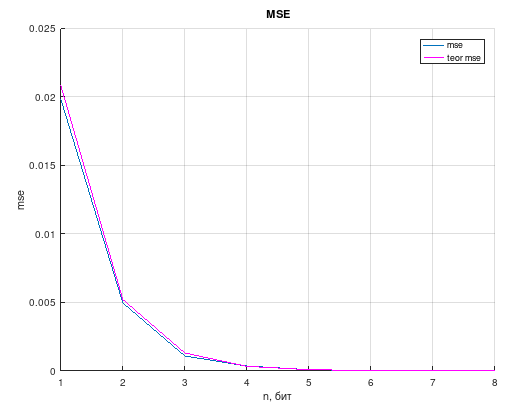 MSE
0.025
mse
teor mse
0.02
0.015
mse
0.01
0.005
0
1 2 3 4 5 6 7 8
n, бит